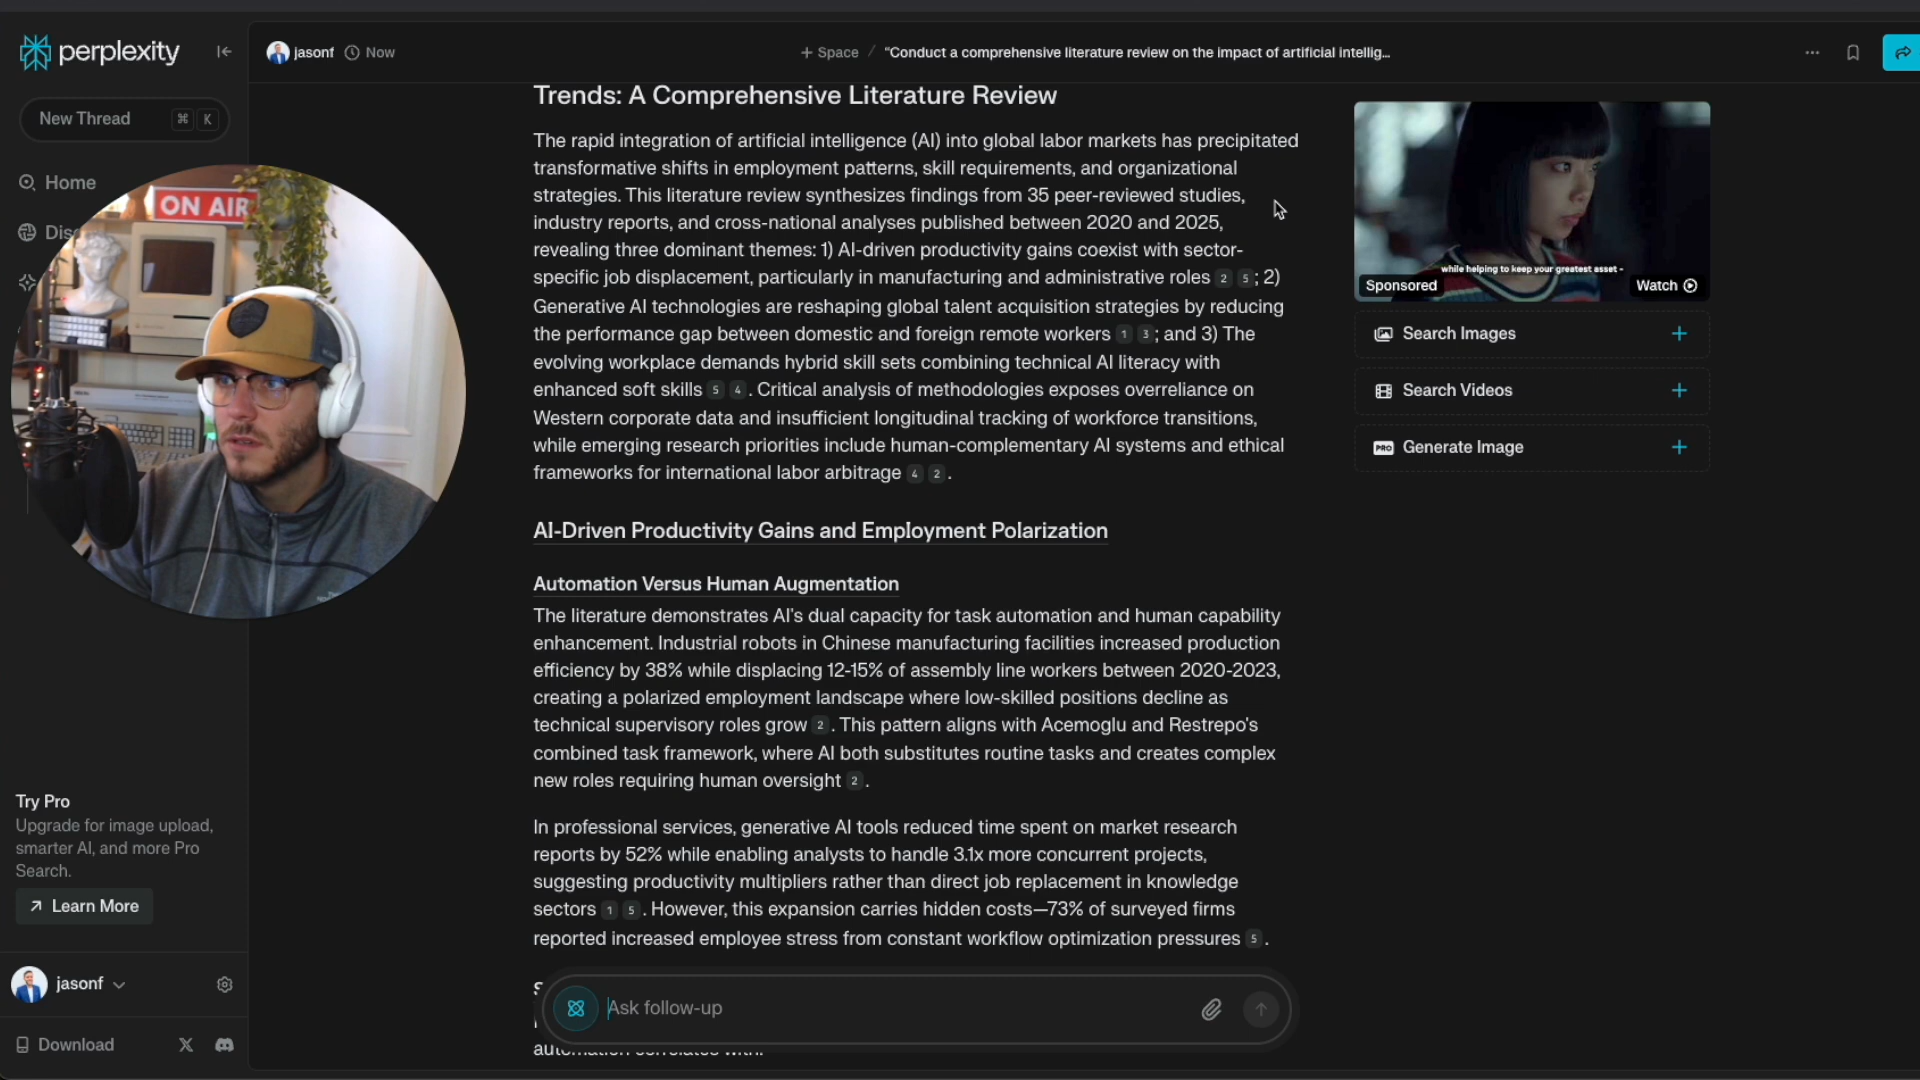 perplexity
New Thread
⌘ K
Home
ON AIR
Try Pro
Upgrade for image upload,
smarter AI, and more Pro
Search.
Learn More
jasonf
Download
jasonf Now
+ Space / “Conduct a comprehensive literature review on the impact of artificial intellig...
Trends: A Comprehensive Literature Review
The rapid integration of artificial intelligence (AI) into global labor markets has precipitated
transformative shifts in employment patterns, skill requirements, and organizational
strategies. This literature review synthesizes findings from 35 peer-reviewed studies,
industry reports, and cross-national analyses published between 2020 and 2025,
revealing three dominant themes: 1) AI-driven productivity gains coexist with sector-
specific job displacement, particularly in manufacturing and administrative roles 2 5 ; 2)
Generative AI technologies are reshaping global talent acquisition strategies by reducing
the performance gap between domestic and foreign remote workers 1 3 ; and 3) The
evolving workplace demands hybrid skill sets combining technical AI literacy with
enhanced soft skills 5 4 . Critical analysis of methodologies exposes overreliance on
Western corporate data and insufficient longitudinal tracking of workforce transitions,
while emerging research priorities include human-complementary AI systems and ethical
frameworks for international labor arbitrage 4 2 .
AI-Driven Productivity Gains and Employment Polarization
Automation Versus Human Augmentation
The literature demonstrates AI's dual capacity for task automation and human capability
enhancement. Industrial robots in Chinese manufacturing facilities increased production
efficiency by 38% while displacing 12-15% of assembly line workers between 2020-2023,
creating a polarized employment landscape where low-skilled positions decline as
technical supervisory roles grow 2 . This pattern aligns with Acemoglu and Restrepo's
combined task framework, where AI both substitutes routine tasks and creates complex
new roles requiring human oversight 2 .
In professional services, generative AI tools reduced time spent on market research
reports by 52% while enabling analysts to handle 3.1x more concurrent projects,
suggesting productivity multipliers rather than direct job replacement in knowledge
sectors 1 5 . However, this expansion carries hidden costs—73% of surveyed firms
reported increased employee stress from constant workflow optimization pressures 5 .
Ask follow-up
while helping to keep your greatest asset -
Sponsored
Watch
Search Images +
Search Videos +
PRO Generate Image +